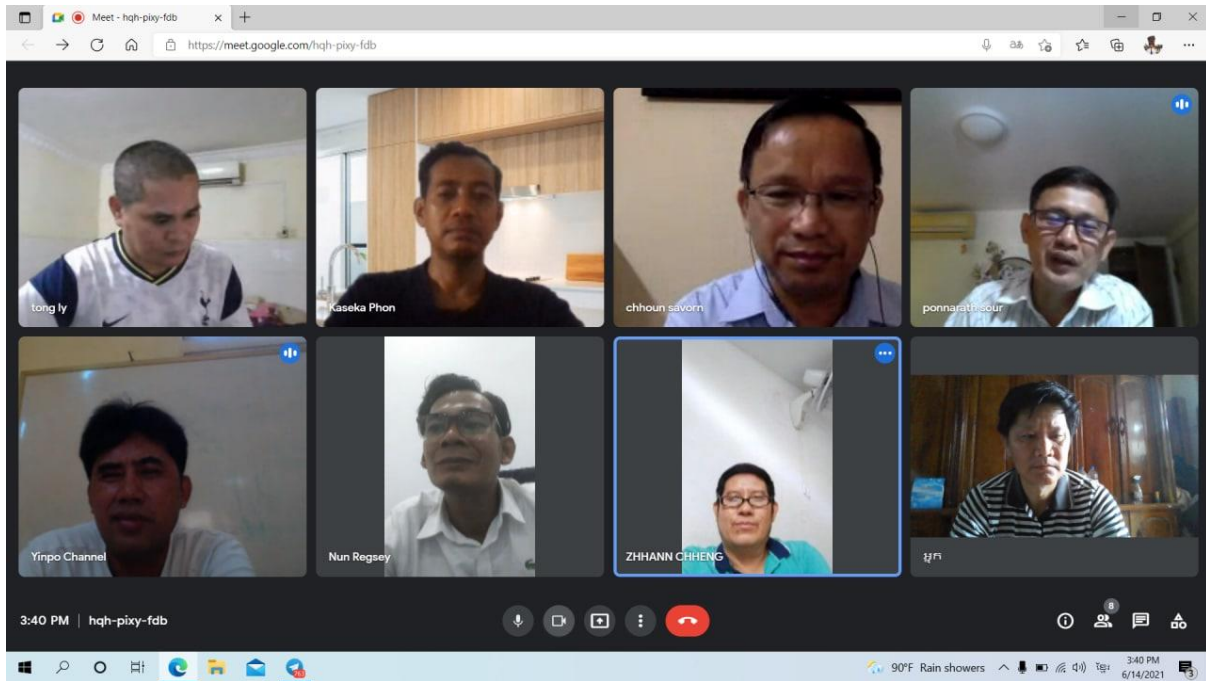 Meet - hqh-pixy-fdb
https://meet.google.com/hqh-pixy-fdb
tong ly
Kaseka Phon
chhoun savorn
ponnarath sour
Yinpo Channel
Nun Regsey
ZHHANN CHHENG
3:40 PM | hqh-pixy-fdb
8
90°F Rain showers
3:40 PM
6/14/2021